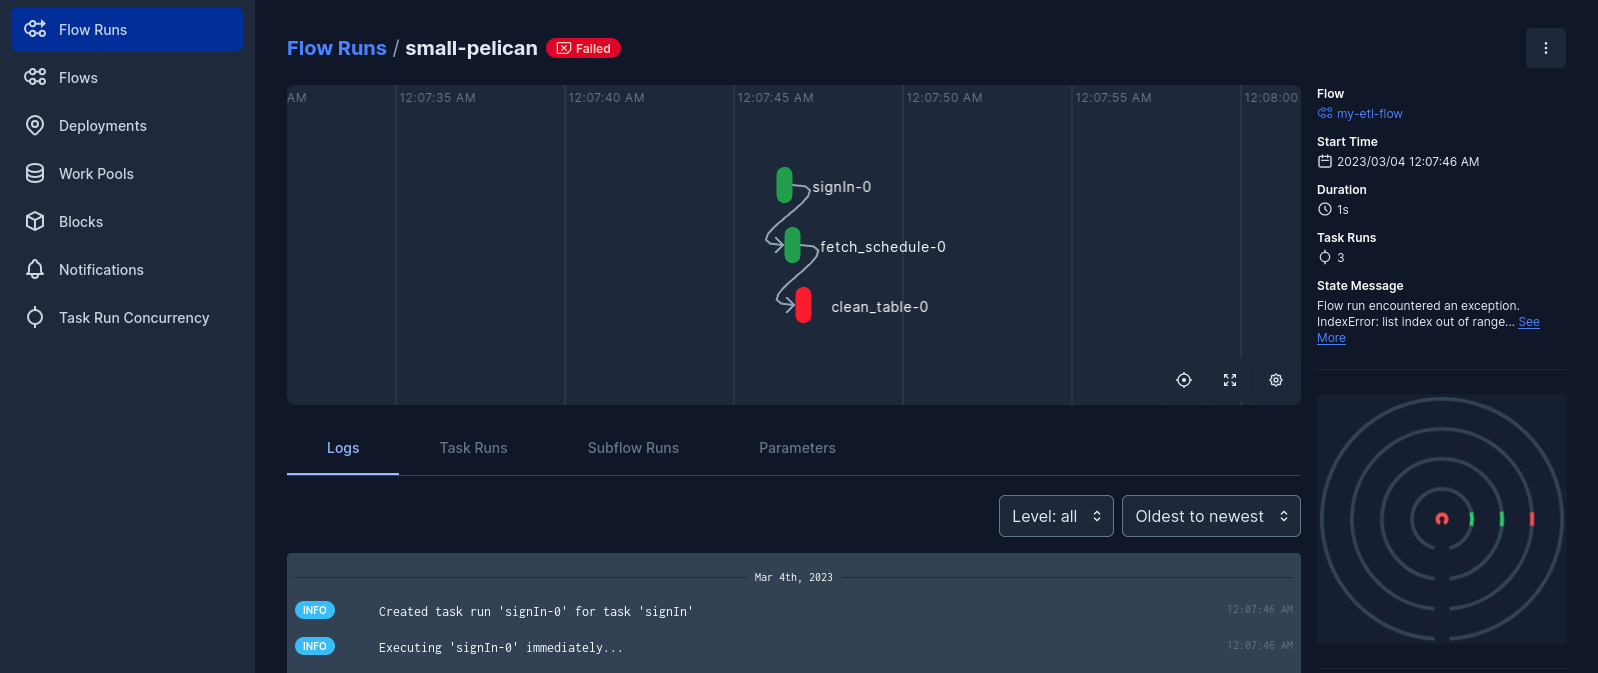 Flow Runs
Flows
Deployments
Work Pools
Blocks
Notifications
Task Run Concurrency
Flow Runs / small-pelican Failed
AM 12:07:35 AM 12:07:40 AM 12:07:45 AM 12:07:50 AM 12:07:55 AM 12:08:00
signIn-0
fetch_schedule-0
clean_table-0
Flow
my-etl-flow
Start Time
2023/03/04 12:07:46 AM
Duration
1s
Task Runs
3
State Message
Flow run encountered an exception.
IndexError: list index out of range... See
More
Logs Task Runs Subflow Runs Parameters
Level: all Oldest to newest
Mar 4th, 2023
INFO Created task run 'signIn-0' for task 'signIn' 12:07:46 AM
INFO Executing 'signIn-0' immediately... 12:07:46 AM